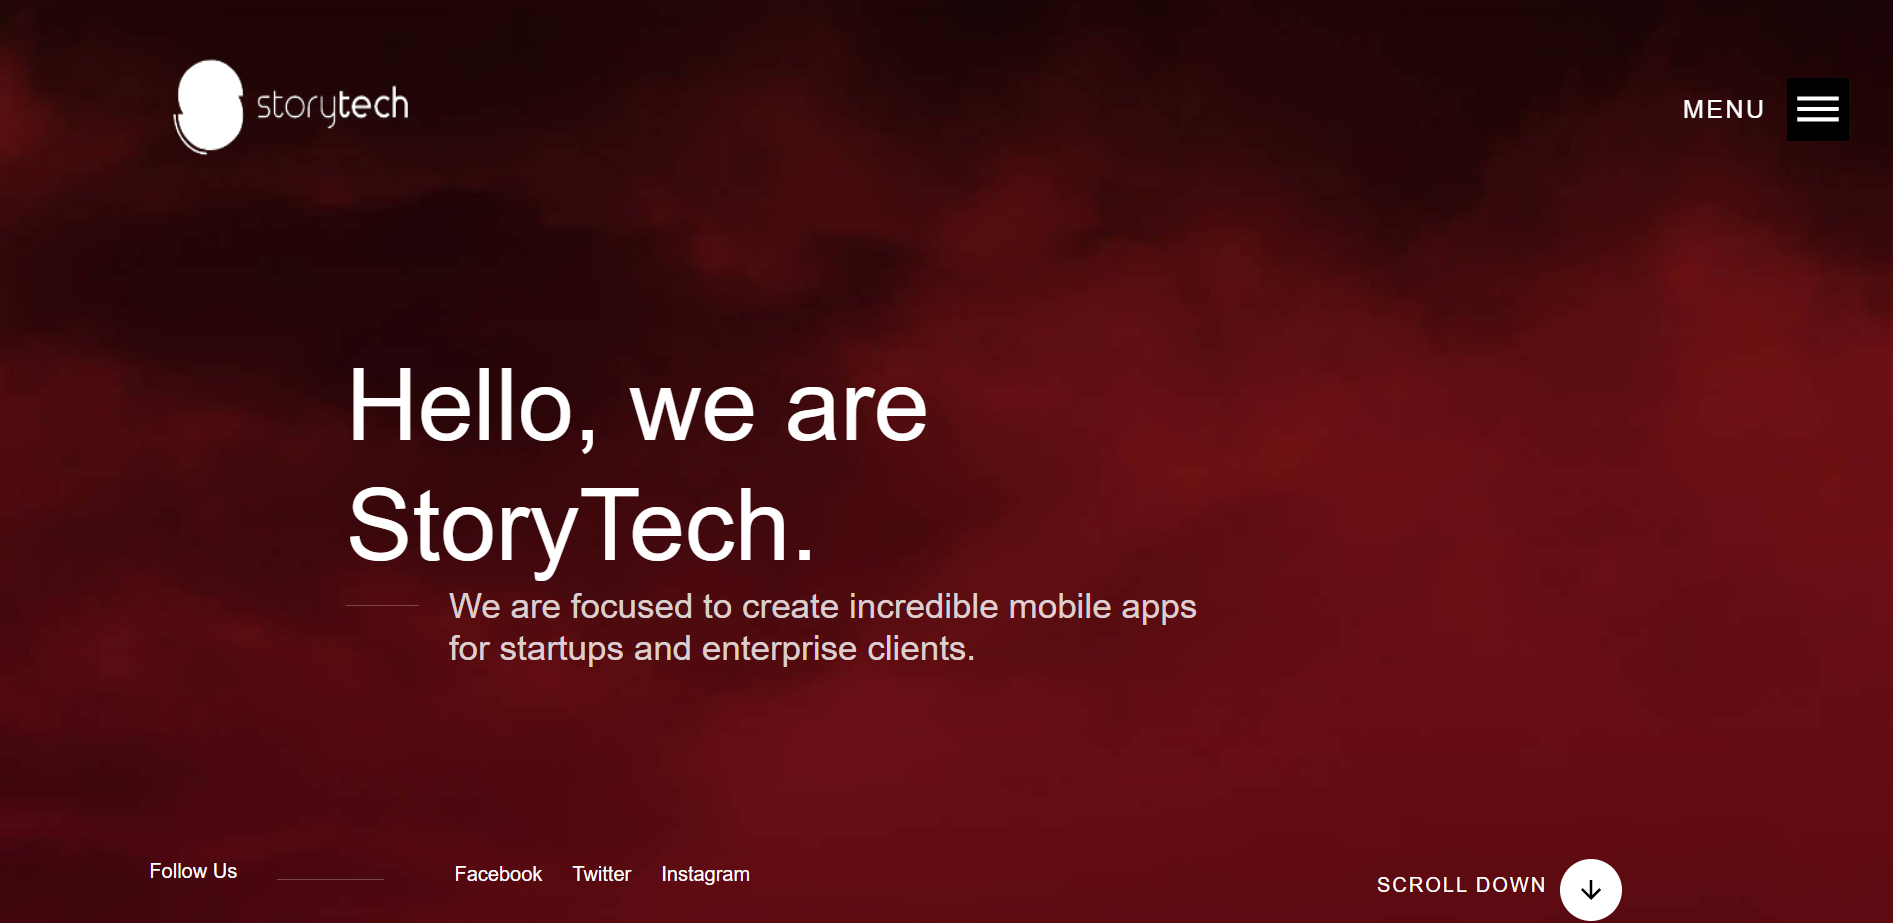 storytech
MENU
Hello, we are
StoryTech.
We are focused to create incredible mobile apps
for startups and enterprise clients.
Follow Us
Facebook Twitter Instagram
SCROLL DOWN